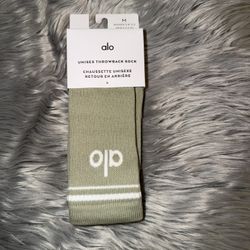 M
alo
UNISEX THROWBACK SOCK
CHAUSSETTE UNISEXE
RETOUR EN ARRIÈRE
alo